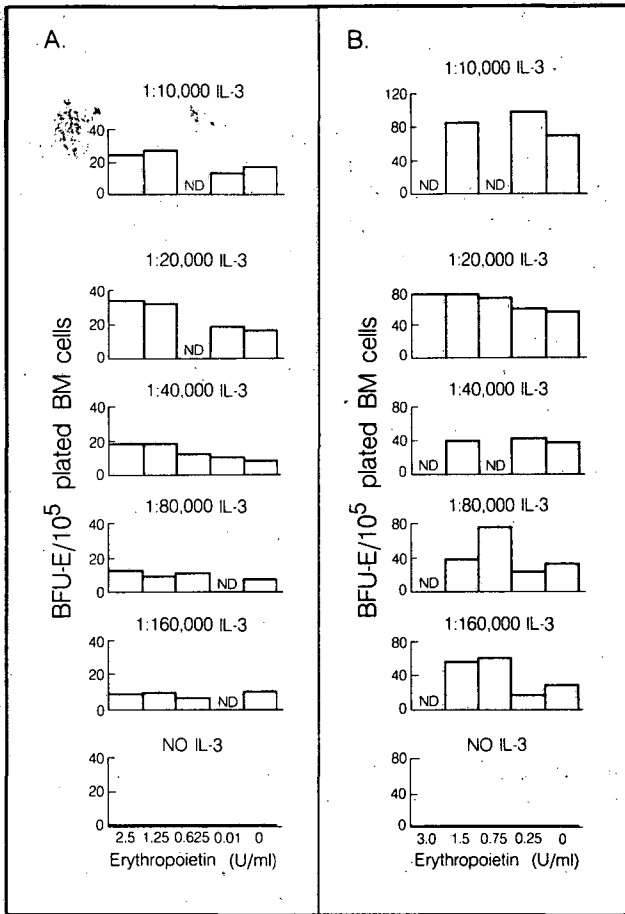 A.
1:10,000 IL-3
40
20
0
ND
1:20,000 IL-3
40
20
0
ND
1:40,000 IL-3
40
20
0
1:80,000 IL-3
40
20
0
ND
1:160,000 IL-3
40
20
0
ND
NO IL-3
40
20
0
2.5 1.25 0.625 0.01 0
Erythropoietin (U/ml)
BFU-E/10⁵ plated BM cells
B.
1:10,000 IL-3
120
80
40
0
ND ND
1:20,000 IL-3
80
40
0
1:40,000 IL-3
80
40
0
ND ND
1:80,000 IL-3
80
40
0
ND
1:160,000 IL-3
80
40
0
ND
NO IL-3
80
40
0
3.0 1.5 0.75 0.25 0
Erythropoietin (U/ml)
BFU-E/10⁵ plated BM cells